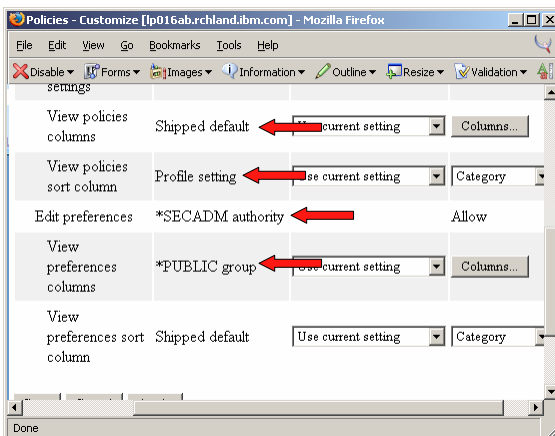 Policies - Customize [lp016ab.rchland.ibm.com] - Mozilla Firefox
File Edit View Go Bookmarks Tools Help
Disable Forms Images Information Outline Resize Validation
settings
View policies columns
Shipped default
current setting
Columns...
View policies sort column
Profile setting
Use current setting
Category
Edit preferences
*SECADM authority
Allow
View preferences columns
*PUBLIC group
current setting
Columns...
View preferences sort column
Shipped default
Use current setting
Category
Done